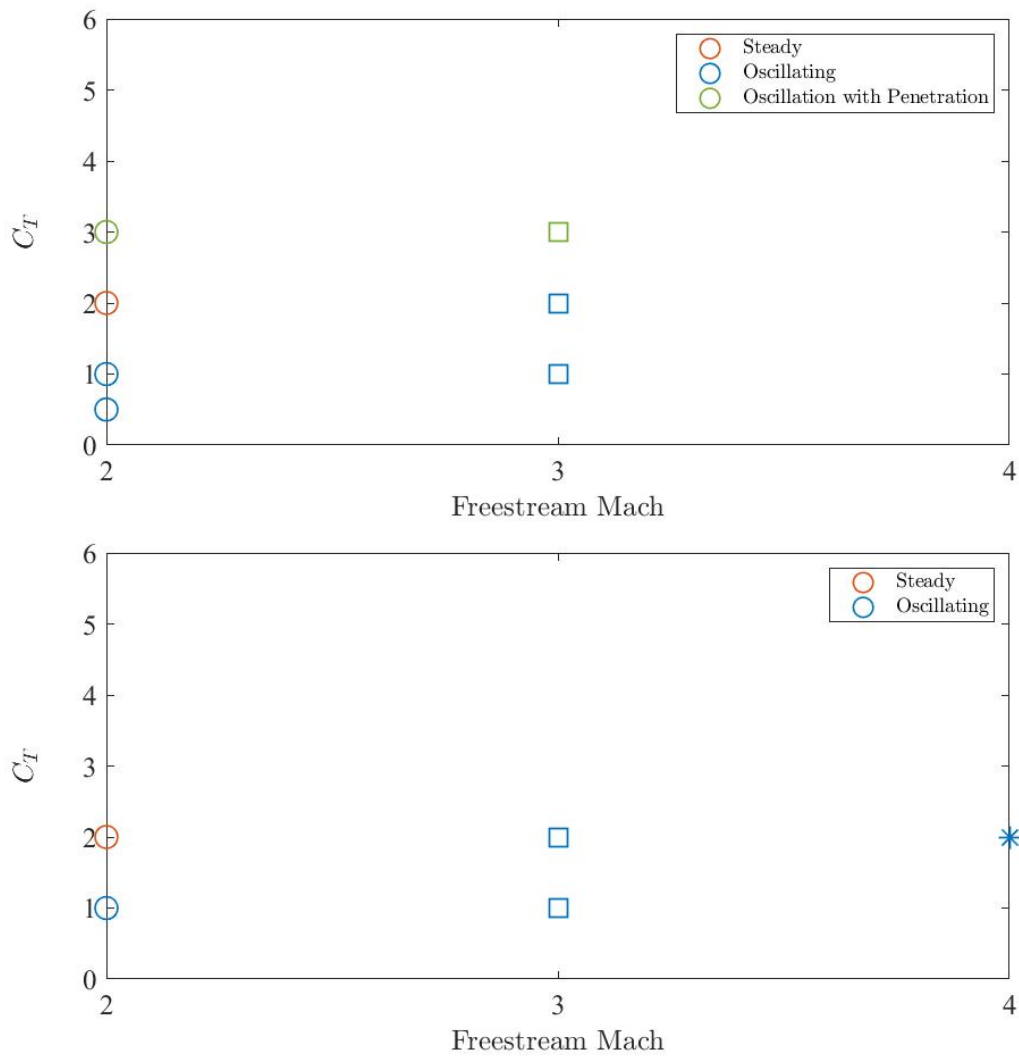 6
5
4
3
2
1
0
C_T
2
3
4
Freestream Mach
Steady
Oscillating
Oscillation with Penetration
6
5
4
3
2
1
0
C_T
2
3
4
Freestream Mach
Steady
Oscillating